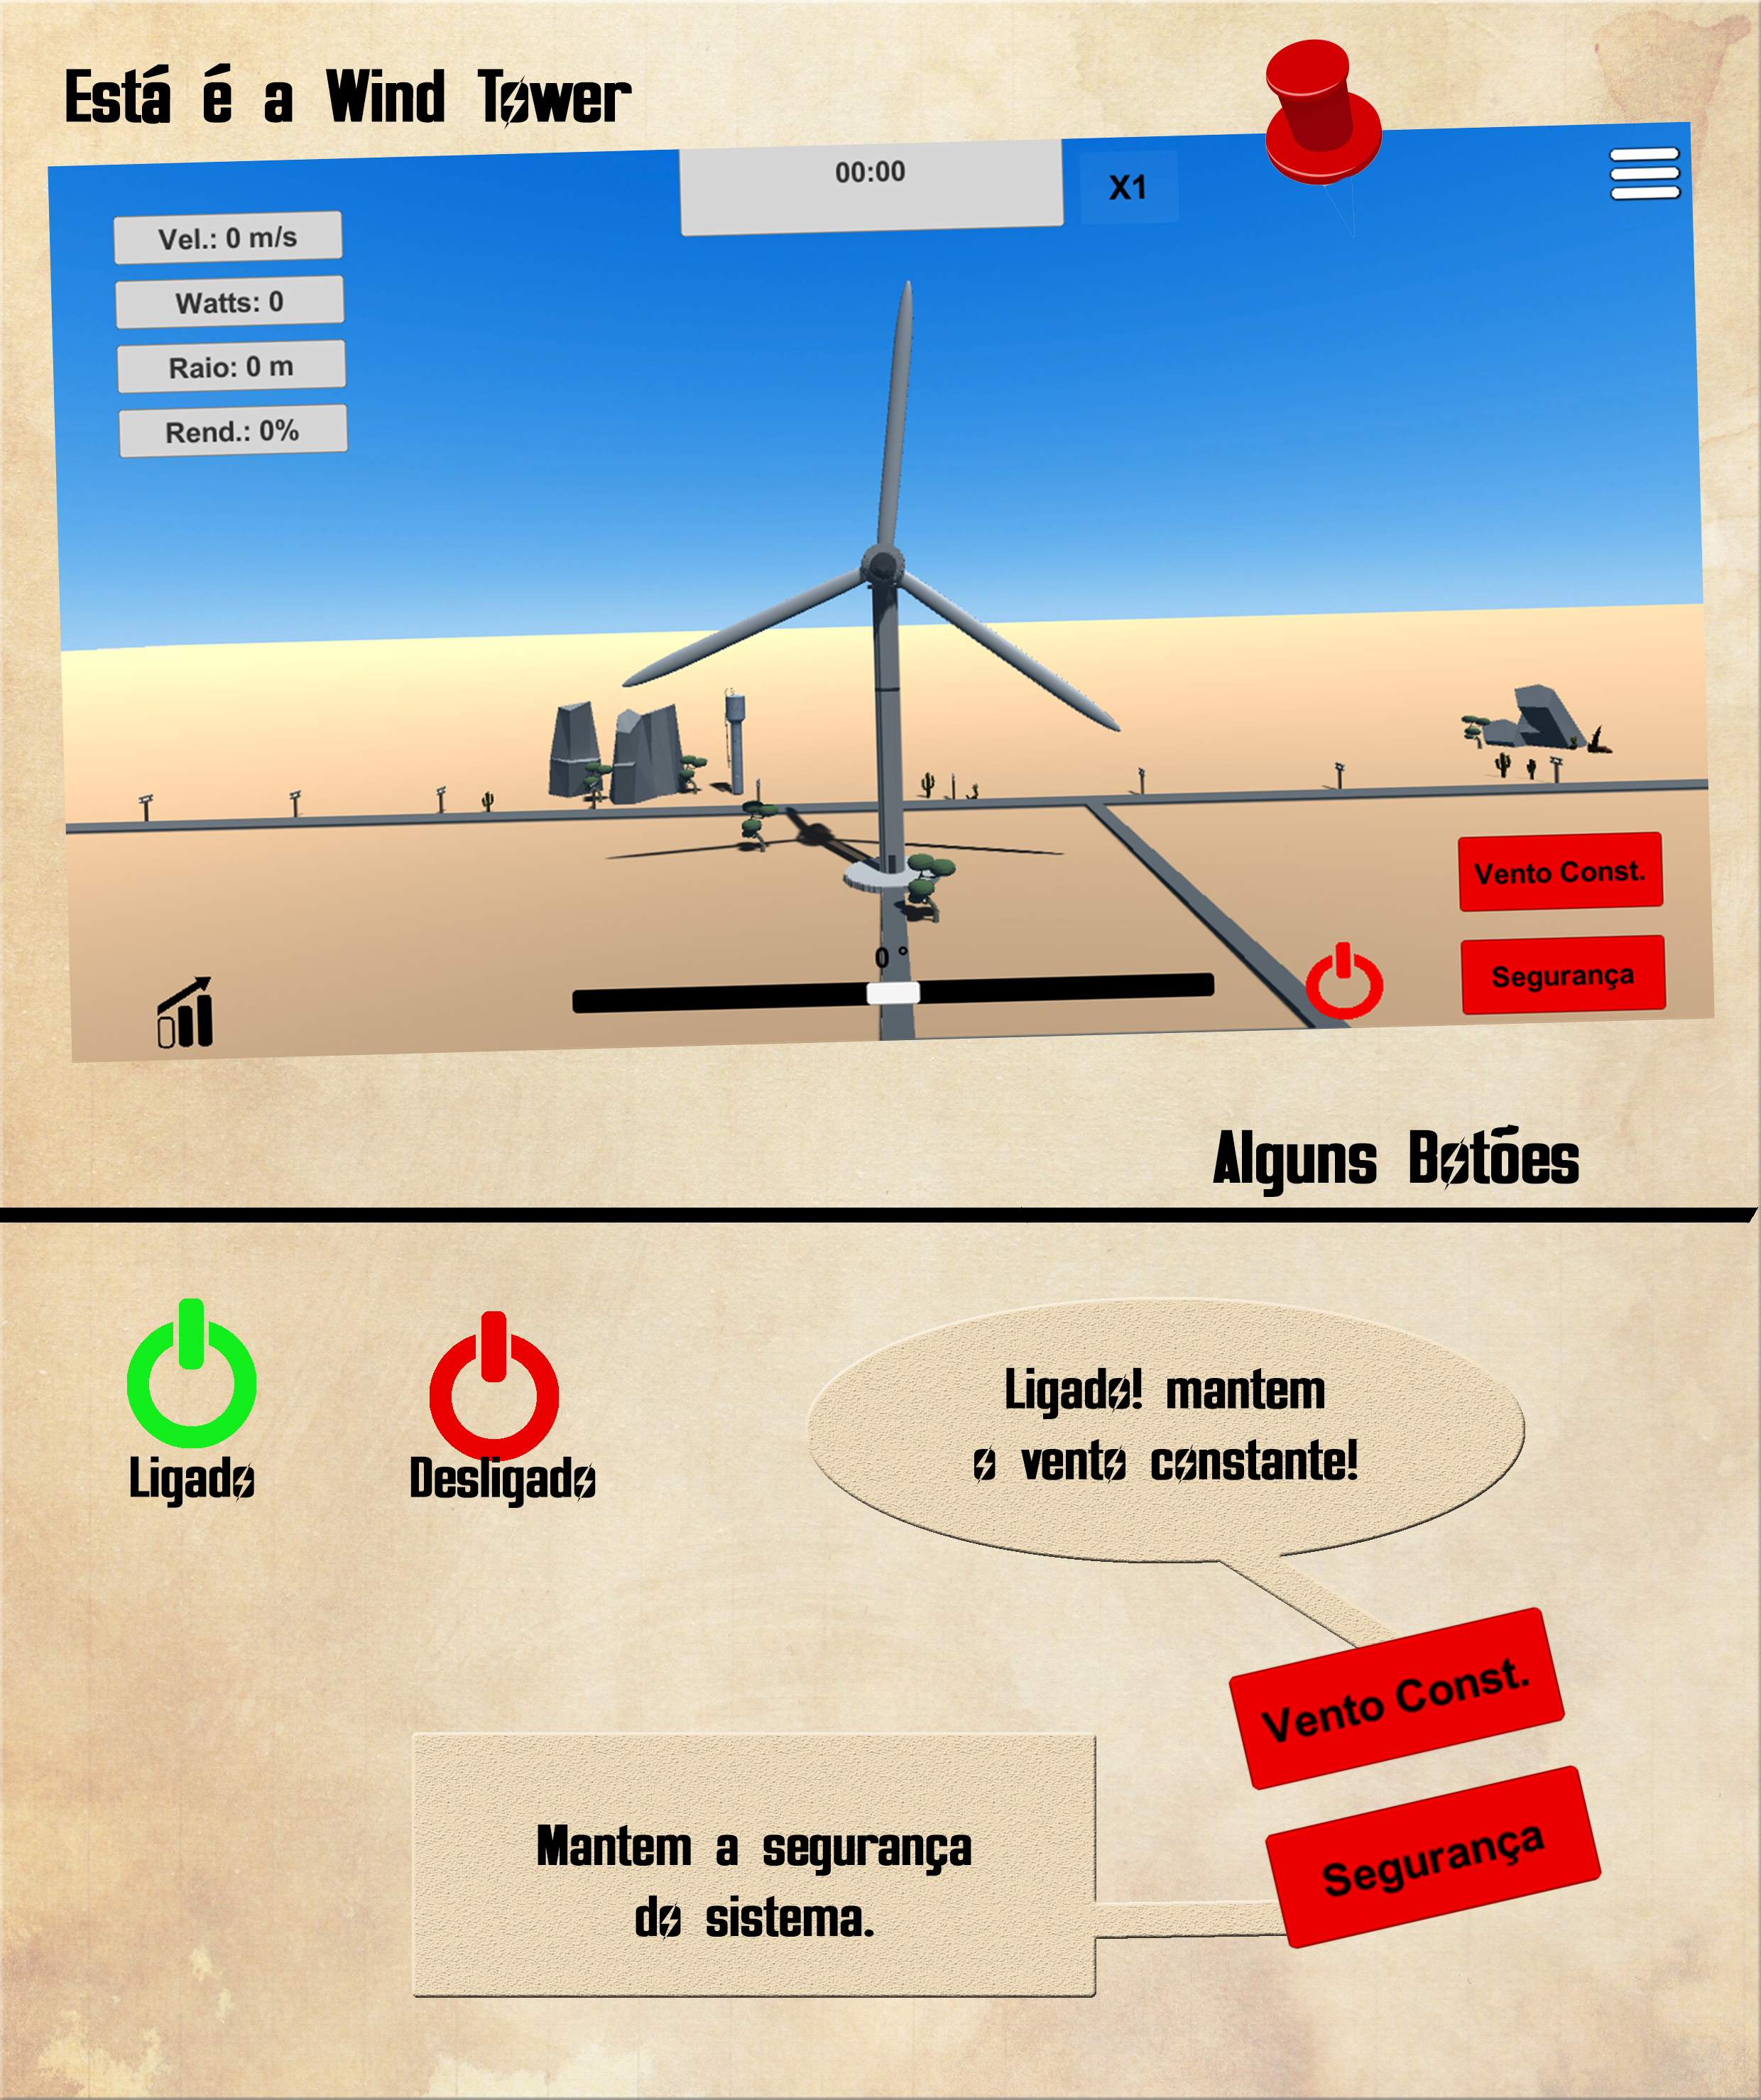 Está é a Wind Tower
00:00
X1
Vel.: 0 m/s
Watts: 0
Raio: 0 m
Rend.: 0%
Vento Const.
Segurança
0 °
Alguns Botões
Ligado
Desligado
Ligado! mantem
o vento constante!
Vento Const.
Segurança
Mantem a segurança
do sistema.